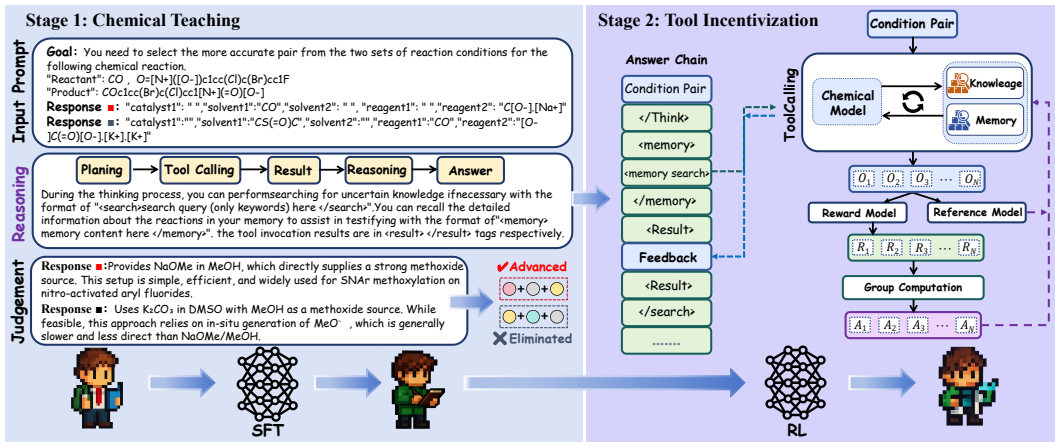 Stage 1: Chemical Teaching
Input Prompt
Goal: You need to select the more accurate pair from the two sets of reaction conditions for the
following chemical reaction.
"Reactant": CO , O=[N+]([O-])c1cc(Cl)c(Br)cc1F
"Product": COc1cc(Br)c(Cl)cc1[N+](=O)[O-]
Response ■: "catalyst1": " ","solvent1":"CO","solvent2": " ", "reagent1": " ","reagent2": "C[O-].[Na+]"
Response ■: "catalyst1":"","solvent1":"CS(=O)C","solvent2":"","reagent1":"CO","reagent2":"[O-
]C(=O)[O-].[K+].[K+]"
Reasoning
Planing
Tool Calling
Result
Reasoning
Answer
During the thinking process, you can performsearching for uncertain knowledge ifnecessary with the
format of "<search>search query (only keywords) here </search>".You can recall the detailed
information about the reactions in your memory to assist in testifying with the format of"<memory>
memory content here </memory>". the tool invocation results are in <result> </result> tags respectively.
Judgement
Response ■:Provides NaOMe in MeOH, which directly supplies a strong methoxide
source. This setup is simple, efficient, and widely used for SNAr methoxylation on
nitro-activated aryl fluorides.
Response ■: Uses K₂CO₃ in DMSO with MeOH as a methoxide source. While
feasible, this approach relies on in-situ generation of MeO⁻ , which is generally
slower and less direct than NaOMe/MeOH.
✔Advanced
✖Eliminated
SFT
Stage 2: Tool Incentivization
Answer Chain
Condition Pair
</Think>
<memory>
<memory search>
</memory>
<Result>
Feedback
<Result>
</search>
.......
Condition Pair
ToolCalling
Chemical
Model
Knowleage
Memory
O1 O2 O3 ··· ON
Reward Model
Reference Model
R1 R2 R3 ··· RN
Group Computation
A1 A2 A3 ··· AN
RL